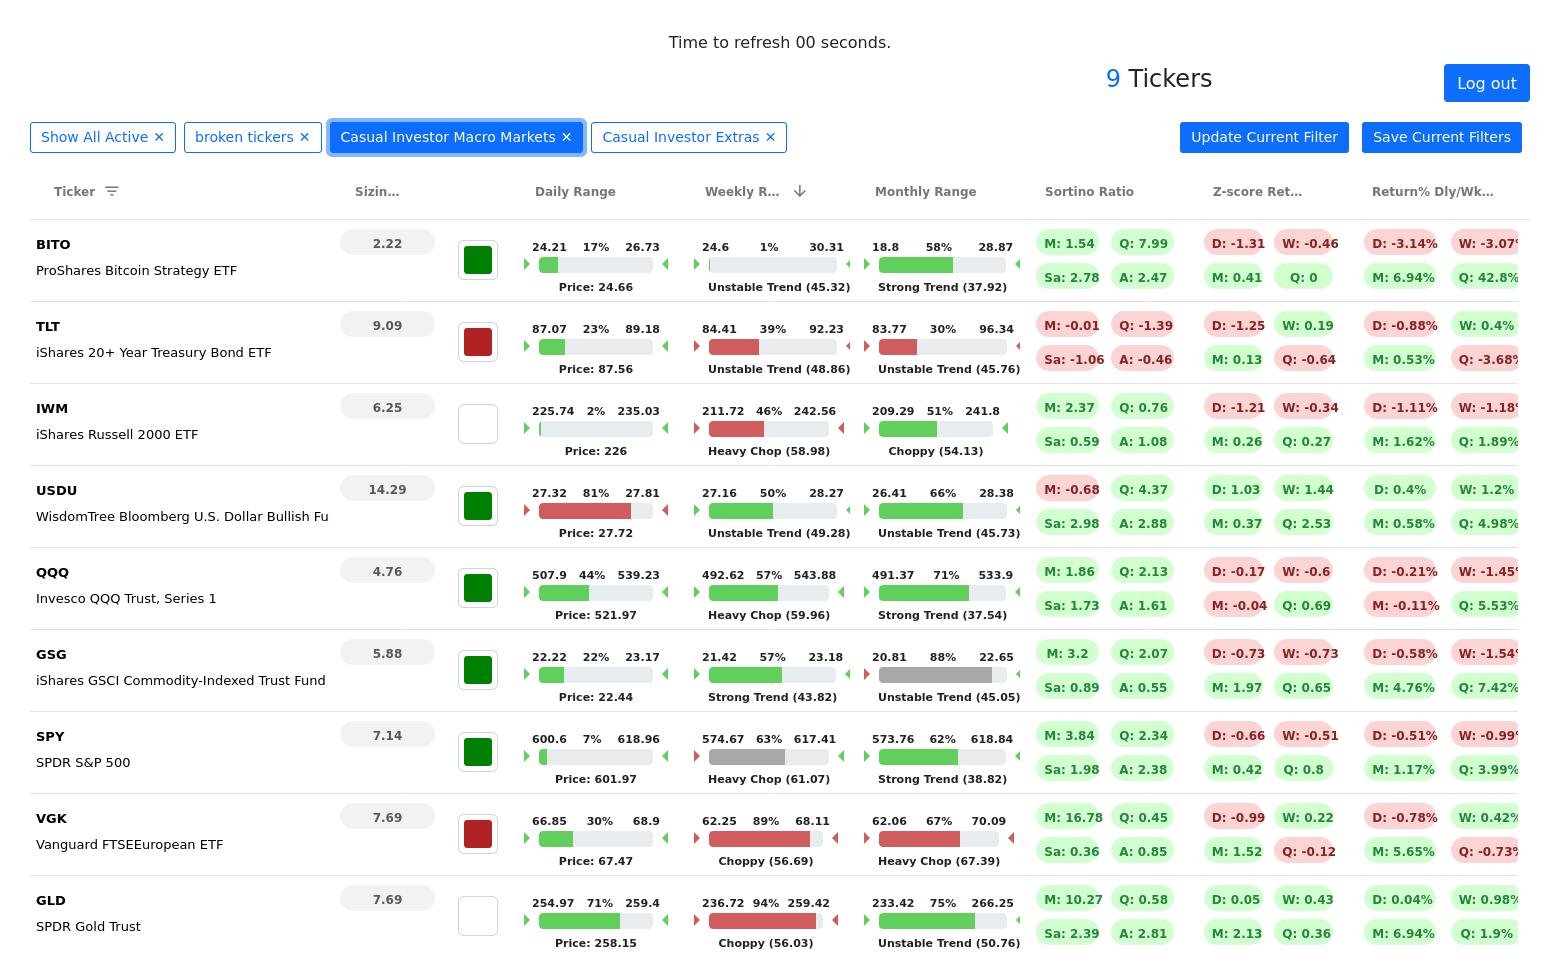 Time to refresh 00 seconds.
9 Tickers
Log out
Show All Active ✕ broken tickers ✕ Casual Investor Macro Markets ✕ Casual Investor Extras ✕ Update Current Filter Save Current Filters
Ticker Sizin... Daily Range Weekly R... Monthly Range Sortino Ratio Z-score Ret... Return% Dly/Wk...
BITO 2.22 24.21 17% 26.73 24.6 1% 30.31 18.8 58% 28.87 M: 1.54 Q: 7.99 D: -1.31 W: -0.46 D: -3.14% W: -3.07%
ProShares Bitcoin Strategy ETF Price: 24.66 Unstable Trend (45.32) Strong Trend (37.92) Sa: 2.78 A: 2.47 M: 0.41 Q: 0 M: 6.94% Q: 42.8%
TLT 9.09 87.07 23% 89.18 84.41 39% 92.23 83.77 30% 96.34 M: -0.01 Q: -1.39 D: -1.25 W: 0.19 D: -0.88% W: 0.4%
iShares 20+ Year Treasury Bond ETF Price: 87.56 Unstable Trend (48.86) Unstable Trend (45.76) Sa: -1.06 A: -0.46 M: 0.13 Q: -0.64 M: 0.53% Q: -3.68%
IWM 6.25 225.74 2% 235.03 211.72 46% 242.56 209.29 51% 241.8 M: 2.37 Q: 0.76 D: -1.21 W: -0.34 D: -1.11% W: -1.18%
iShares Russell 2000 ETF Price: 226 Heavy Chop (58.98) Choppy (54.13) Sa: 0.59 A: 1.08 M: 0.26 Q: 0.27 M: 1.62% Q: 1.89%
USDU 14.29 27.32 81% 27.81 27.16 50% 28.27 26.41 66% 28.38 M: -0.68 Q: 4.37 D: 1.03 W: 1.44 D: 0.4% W: 1.2%
WisdomTree Bloomberg U.S. Dollar Bullish Fu Price: 27.72 Unstable Trend (49.28) Unstable Trend (45.73) Sa: 2.98 A: 2.88 M: 0.37 Q: 2.53 M: 0.58% Q: 4.98%
QQQ 4.76 507.9 44% 539.23 492.62 57% 543.88 491.37 71% 533.9 M: 1.86 Q: 2.13 D: -0.17 W: -0.6 D: -0.21% W: -1.45%
Invesco QQQ Trust, Series 1 Price: 521.97 Heavy Chop (59.96) Strong Trend (37.54) Sa: 1.73 A: 1.61 M: -0.04 Q: 0.69 M: -0.11% Q: 5.53%
GSG 5.88 22.22 22% 23.17 21.42 57% 23.18 20.81 88% 22.65 M: 3.2 Q: 2.07 D: -0.73 W: -0.73 D: -0.58% W: -1.54%
iShares GSCI Commodity-Indexed Trust Fund Price: 22.44 Strong Trend (43.82) Unstable Trend (45.05) Sa: 0.89 A: 0.55 M: 1.97 Q: 0.65 M: 4.76% Q: 7.42%
SPY 7.14 600.6 7% 618.96 574.67 63% 617.41 573.76 62% 618.84 M: 3.84 Q: 2.34 D: -0.66 W: -0.51 D: -0.51% W: -0.99%
SPDR S&P 500 Price: 601.97 Heavy Chop (61.07) Strong Trend (38.82) Sa: 1.98 A: 2.38 M: 0.42 Q: 0.8 M: 1.17% Q: 3.99%
VGK 7.69 66.85 30% 68.9 62.25 89% 68.11 62.06 67% 70.09 M: 16.78 Q: 0.45 D: -0.99 W: 0.22 D: -0.78% W: 0.42%
Vanguard FTSEEuropean ETF Price: 67.47 Choppy (56.69) Heavy Chop (67.39) Sa: 0.36 A: 0.85 M: 1.52 Q: -0.12 M: 5.65% Q: -0.73%
GLD 7.69 254.97 71% 259.4 236.72 94% 259.42 233.42 75% 266.25 M: 10.27 Q: 0.58 D: 0.05 W: 0.43 D: 0.04% W: 0.98%
SPDR Gold Trust Price: 258.15 Choppy (56.03) Unstable Trend (50.76) Sa: 2.39 A: 2.81 M: 2.13 Q: 0.36 M: 6.94% Q: 1.9%